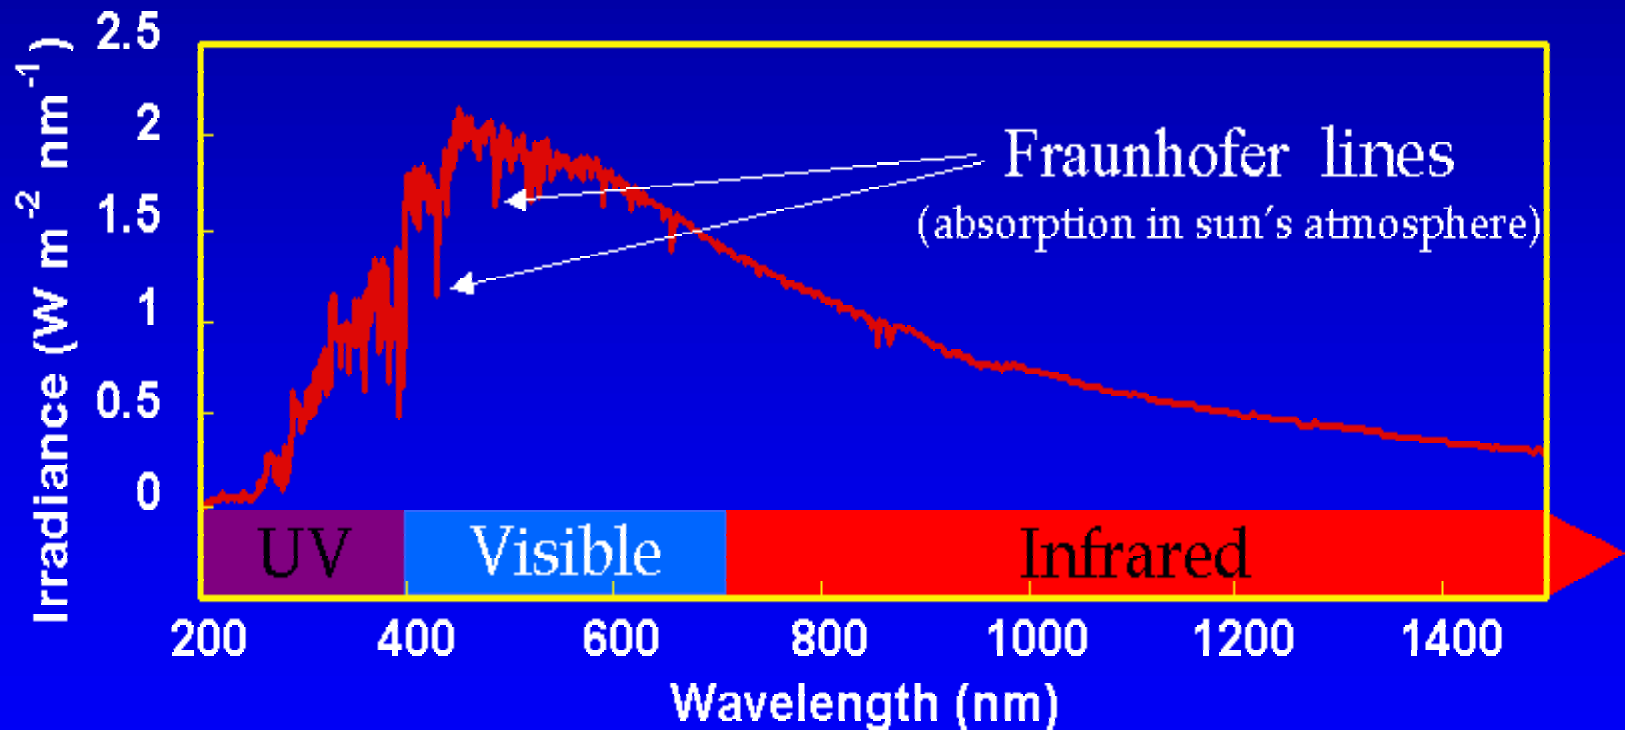 Irradiance (W m-2 nm-1)
2.5
2
1.5
1
0.5
0
Fraunhofer lines
(absorption in sun's atmosphere)
UV
Visible
Infrared
200 400 600 800 1000 1200 1400
Wavelength (nm)